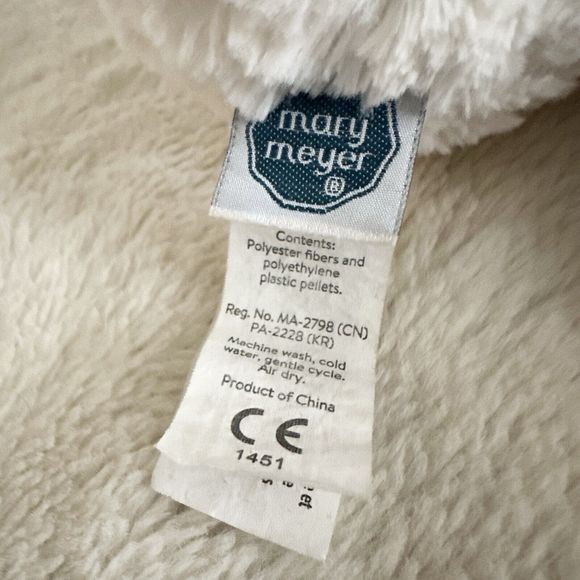 mary
meyer
®
Contents:
Polyester fibers and
polyethylene
plastic pellets.
Reg. No. MA-2798 (CN)
PA-2228 (KR)
Machine wash, cold
water, gentle cycle.
Air dry.
Product of China
CE
1451
et